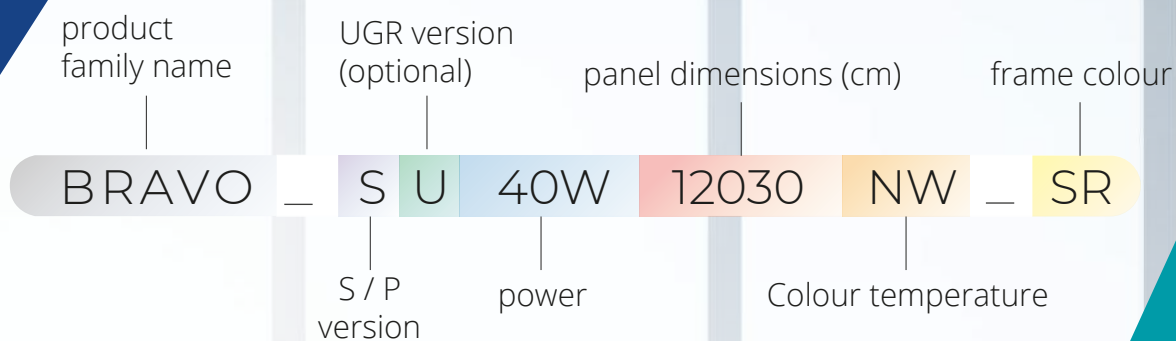 product
family name
UGR version
(optional)
panel dimensions (cm)
frame colour
BRAVO _ S U 40W 12030 NW _ SR
S / P
version
power
Colour temperature